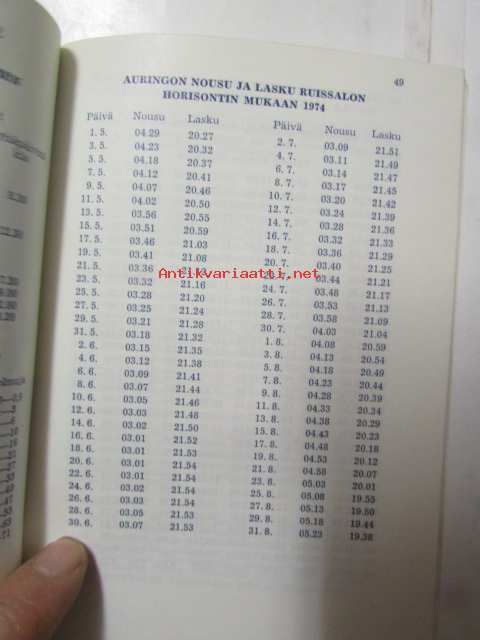 49
AURINGON NOUSU JA LASKU RUISSALON
HORISONTIN MUKAAN 1974
Päivä Nousu Lasku Päivä Nousu Lasku
1. 5. 04.29 20.27 2. 7. 03.09 21.51
3. 5. 04.23 20.32 4. 7. 03.11 21.49
5. 5. 04.18 20.37 6. 7. 03.14 21.47
7. 5. 04.12 20.41 8. 7. 03.17 21.45
9. 5. 04.07 20.46 10. 7. 03.20 21.42
11. 5. 04.02 20.50 12. 7. 03.24 21.39
13. 5. 03.56 20.55 14. 7. 03.28 21.36
15. 5. 03.51 20.59 16. 7. 03.32 21.33
17. 5. 03.46 21.03 18. 7. 03.36 21.29
19. 5. 03.41 21.08 20. 7. 03.40 21.25
21. 5. 03.36 03.44 21.21
Antikvariaatti.net
23. 5. 03.32 21.16 24. 7. 03.48 21.17
25. 5. 03.28 21.20 26. 7. 03.53 21.13
27. 5. 03.25 21.24 28. 7. 03.58 21.09
29. 5. 03.21 21.28 30. 7. 04.03 21.04
31. 5. 03.18 21.32 1. 8. 04.08 20.59
2. 6. 03.15 21.35 3. 8. 04.13 20.54
4. 6. 03.12 21.38 5. 8. 04.18 20.49
6. 6. 03.09 21.41 7. 8. 04.23 20.44
8. 6. 03.07 21.44 9. 8. 04.28 20.39
10. 6. 03.05 21.46 11. 8. 04.33 20.34
12. 6. 03.03 21.48 13. 8. 04.38 20.29
14. 6. 03.02 21.50 15. 8. 04.43 20.23
16. 6. 03.01 21.52 17. 8. 04.48 20.18
18. 6. 03.01 21.53 19. 8. 04.53 20.12
20. 6. 03.01 21.54 21. 8. 04.58 20.07
22. 6. 03.01 21.54 23. 8. 05.03 20.01
24. 6. 03.02 21.54 25. 8. 05.08 19.55
26. 6. 03.03 21.54 27. 8. 05.13 19.50
28. 6. 03.05 21.53 29. 8. 05.18 19.44
30. 6. 03.07 21.53 31. 8. 05.23 19.38